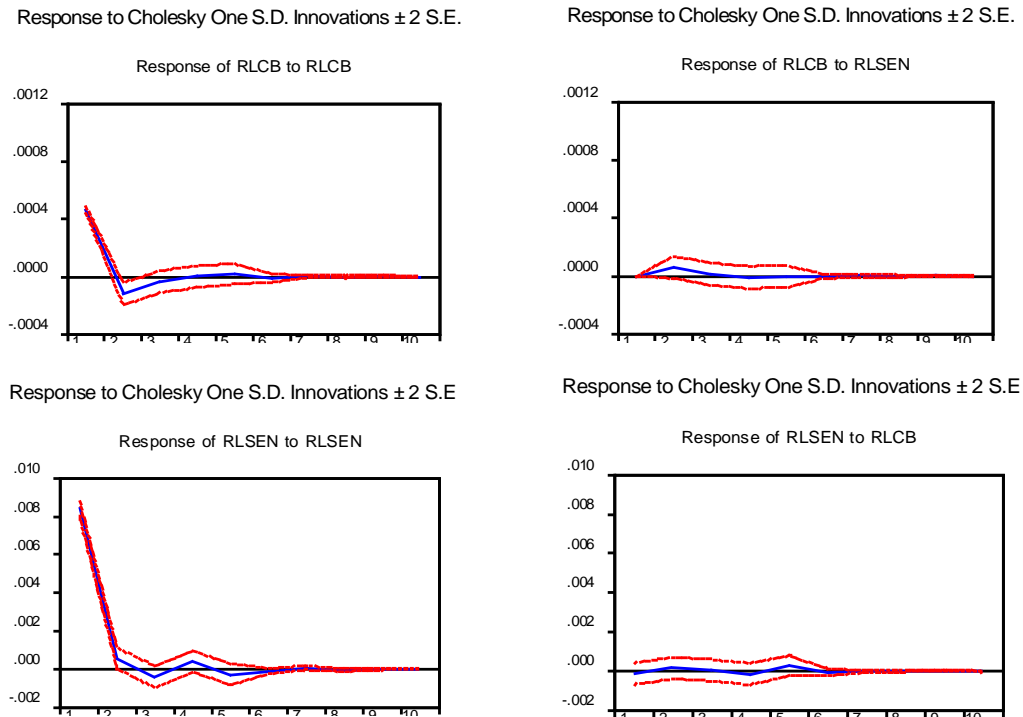 Response to Cholesky One S.D. Innovations ± 2 S.E.
Response of RLCB to RLCB
.0012
.0008
.0004
.0000
-.0004
1 2 3 4 5 6 7 8 9 10
Response to Cholesky One S.D. Innovations ± 2 S.E.
Response of RLCB to RLSEN
.0012
.0008
.0004
.0000
-.0004
1 2 3 4 5 6 7 8 9 10
Response to Cholesky One S.D. Innovations ± 2 S.E
Response of RLSEN to RLSEN
.010
.008
.006
.004
.002
.000
-.002
1 2 3 4 5 6 7 8 9 10
Response to Cholesky One S.D. Innovations ± 2 S.E
Response of RLSEN to RLCB
.010
.008
.006
.004
.002
.000
-.002
1 2 3 4 5 6 7 8 9 10